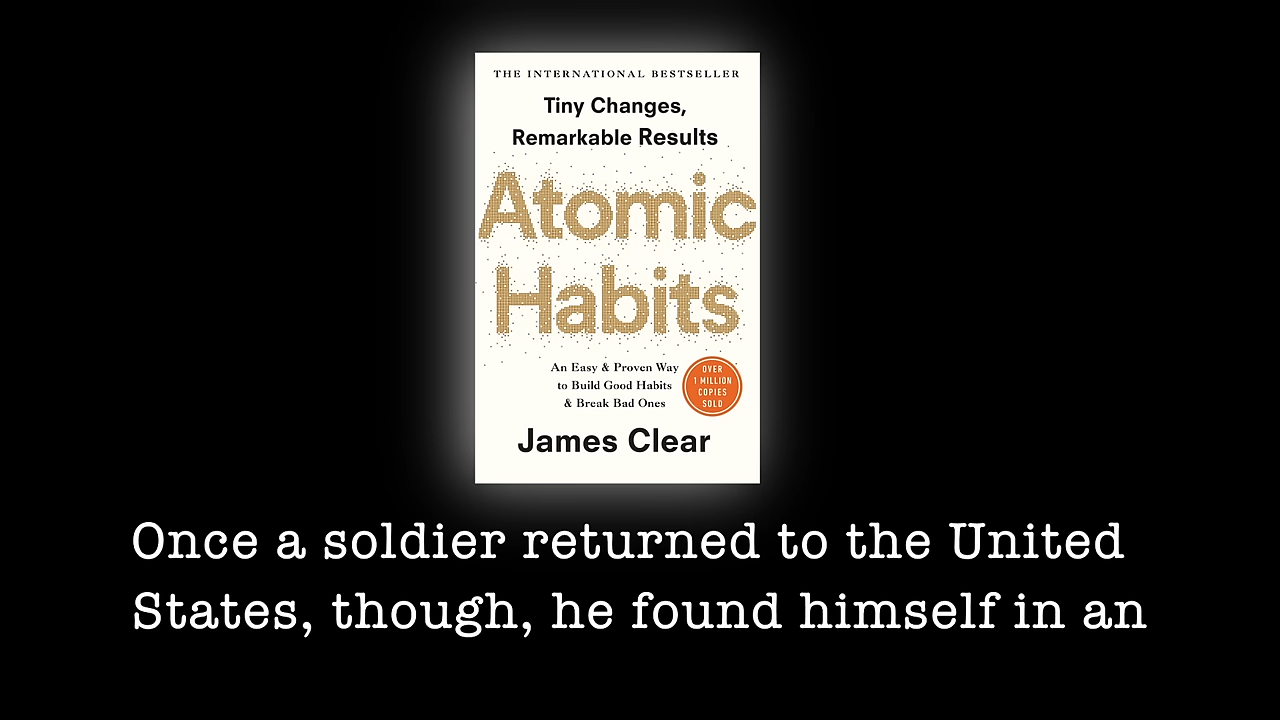 THE INTERNATIONAL BESTSELLER
Tiny Changes,
Remarkable Results
Atomic
Habits
An Easy & Proven Way
to Build Good Habits
& Break Bad Ones
OVER
1 MILLION
COPIES
SOLD
James Clear
Once a soldier returned to the United
States, though, he found himself in an